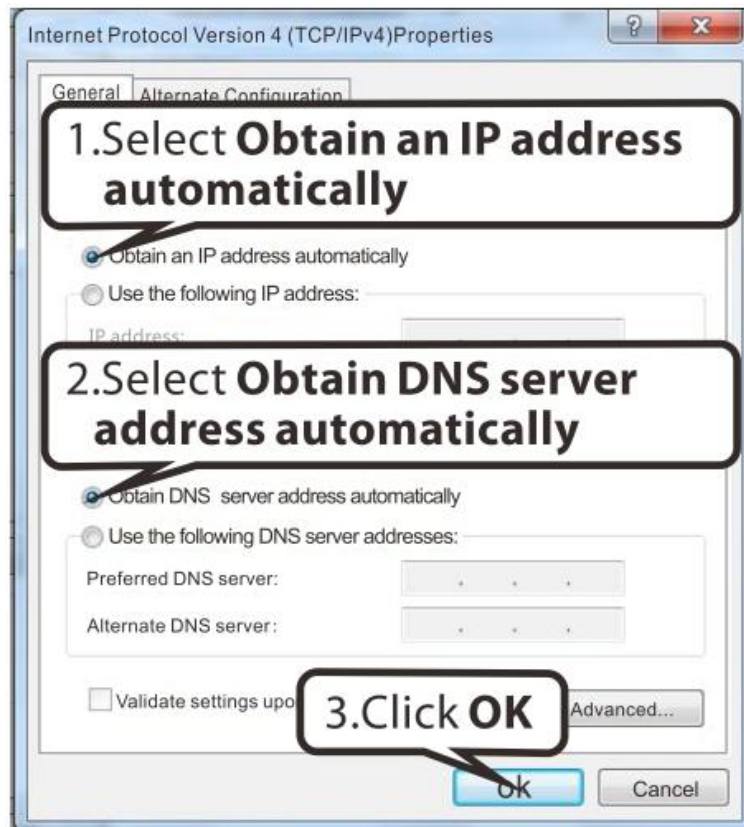 Internet Protocol Version 4 (TCP/IPv4)Properties
General Alternate Configuration
1.Select Obtain an IP address
automatically
Obtain an IP address automatically
Use the following IP address:
IP address:
2.Select Obtain DNS server
address automatically
Obtain DNS server address automatically
Use the following DNS server addresses:
Preferred DNS server:
Alternate DNS server:
Validate settings upo
3.Click OK
Advanced...
ok Cancel